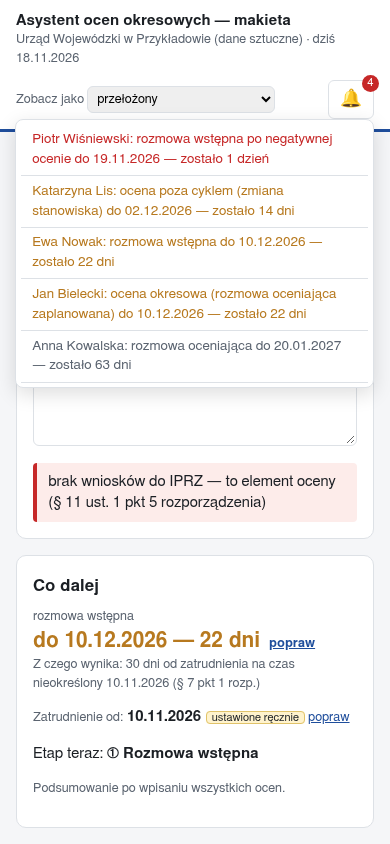 Asystent ocen okresowych — makieta
Urząd Wojewódzki w Przykładowie (dane sztuczne) · dziś
18.11.2026
Zobacz jako przełożony
4
Piotr Wiśniewski: rozmowa wstępna po negatywnej
ocenie do 19.11.2026 — zostało 1 dzień
Katarzyna Lis: ocena poza cyklem (zmiana
stanowiska) do 02.12.2026 — zostało 14 dni
Ewa Nowak: rozmowa wstępna do 10.12.2026 —
zostało 22 dni
Jan Bielecki: ocena okresowa (rozmowa oceniająca
zaplanowana) do 10.12.2026 — zostało 22 dni
Anna Kowalska: rozmowa oceniająca do 20.01.2027
— zostało 63 dni
brak wniosków do IPRZ — to element oceny
(§ 11 ust. 1 pkt 5 rozporządzenia)
Co dalej
rozmowa wstępna
do 10.12.2026 — 22 dni popraw
Z czego wynika: 30 dni od zatrudnienia na czas
nieokreślony 10.11.2026 (§ 7 pkt 1 rozp.)
Zatrudnienie od: 10.11.2026 ustawione ręcznie popraw
Etap teraz: ① Rozmowa wstępna
Podsumowanie po wpisaniu wszystkich ocen.